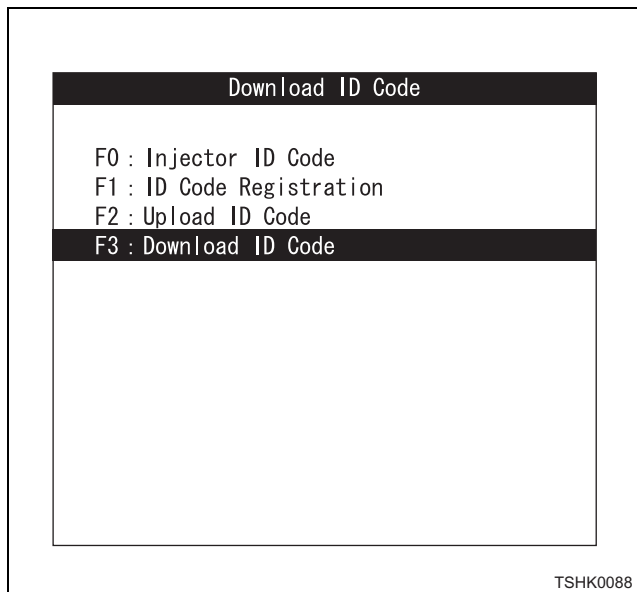 Download ID Code
F0 : Injector ID Code
F1 : ID Code Registration
F2 : Upload ID Code
F3 : Download ID Code
TSHK0088